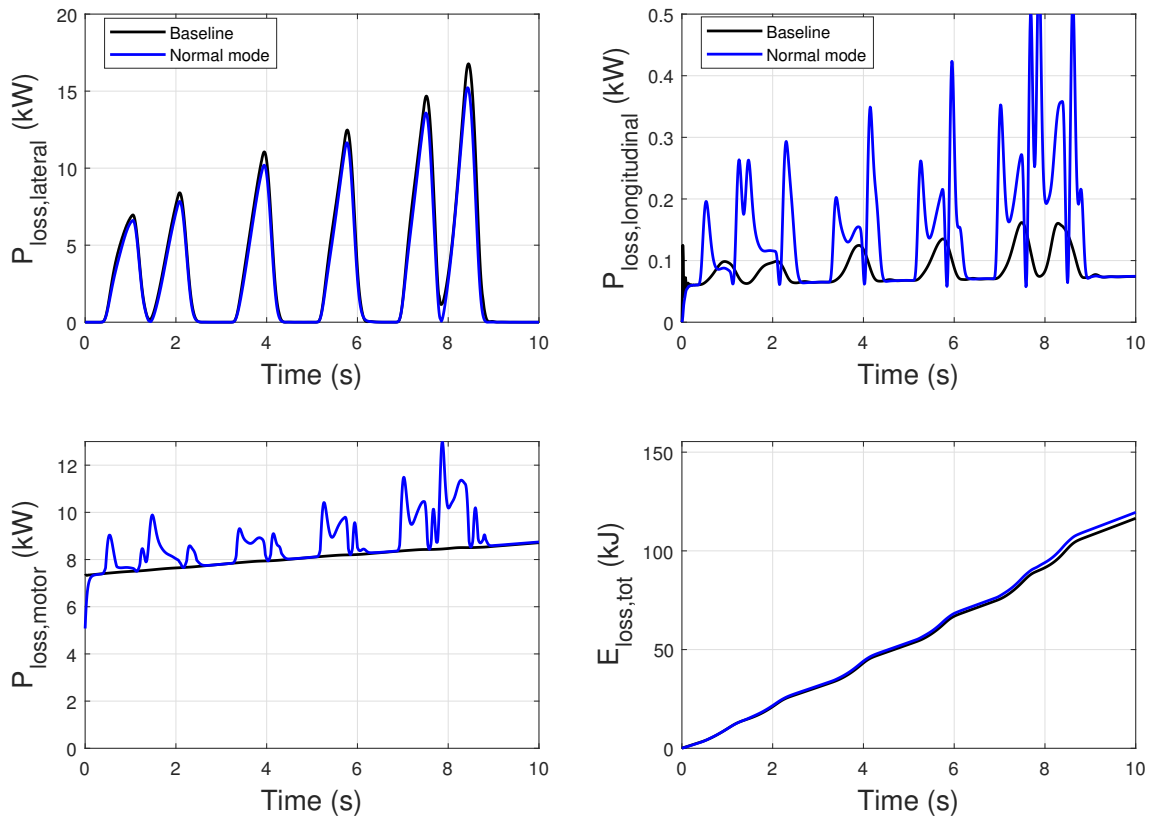 20
15
10
5
0
P_loss,lateral (kW)
Baseline
Normal mode
0 2 4 6 8 10
Time (s)
0.5
0.4
0.3
0.2
0.1
0
P_loss,longitudinal (kW)
Baseline
Normal mode
0 2 4 6 8 10
Time (s)
12
10
8
6
4
2
0
P_loss,motor (kW)
0 2 4 6 8 10
Time (s)
150
100
50
0
E_loss,tot (kJ)
0 2 4 6 8 10
Time (s)